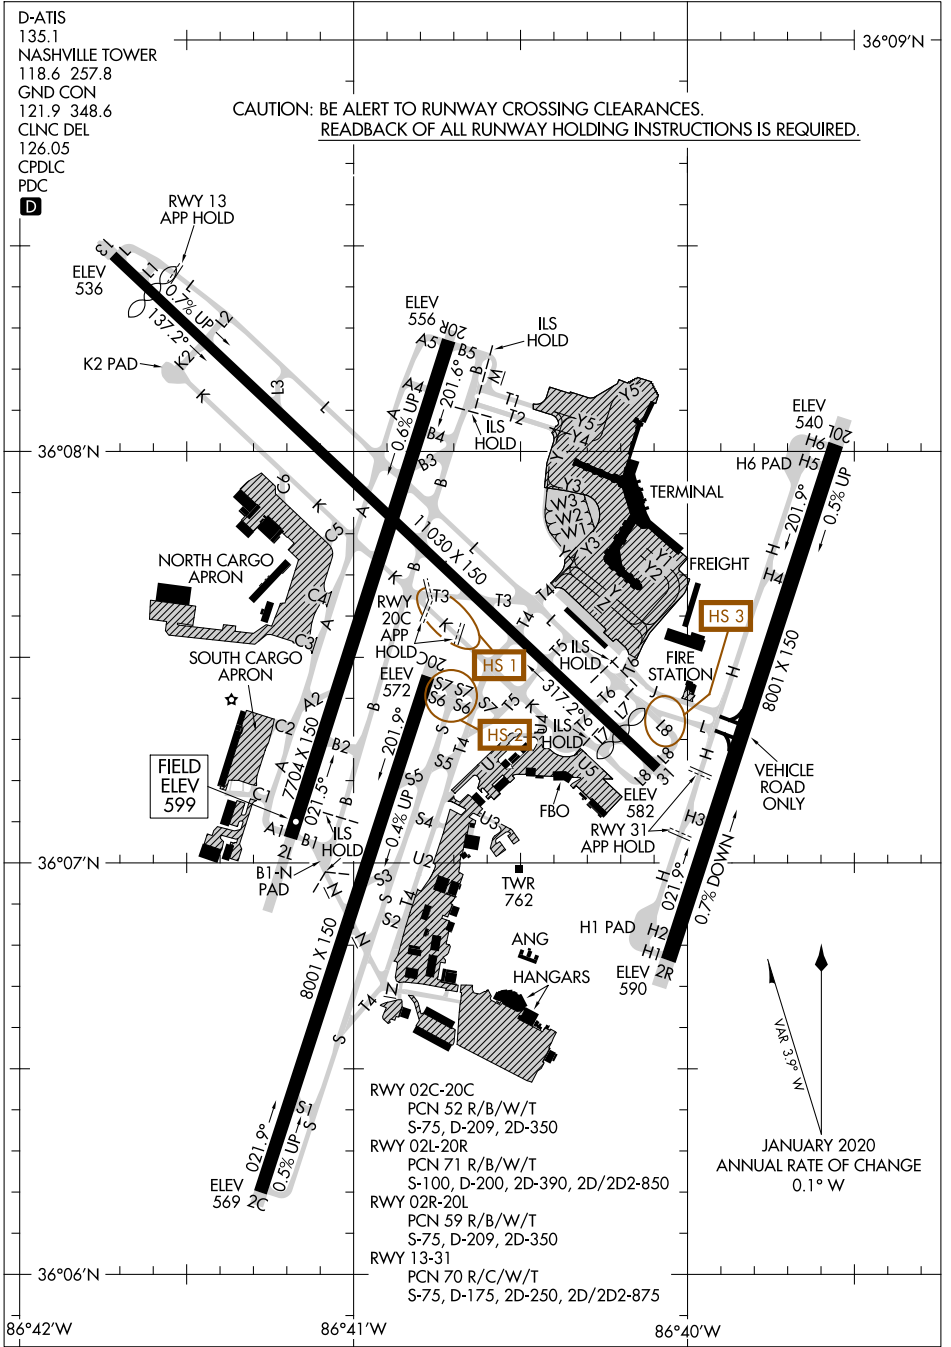 D-ATIS
135.1
NASHVILLE TOWER
118.6 257.8
GND CON
121.9 348.6
CLNC DEL
126.05
CPDLC
PDC
D
36°09'N
CAUTION: BE ALERT TO RUNWAY CROSSING CLEARANCES.
READBACK OF ALL RUNWAY HOLDING INSTRUCTIONS IS REQUIRED.
RWY 13
APP HOLD
13
L
L1
L
ELEV
536
0.7% UP
137.2°
L2
K2
K2 PAD
K
L3
L
ELEV
556
20R
A5
B5
ILS
HOLD
B
M
201.6°
A4
A
0.6% UP
T1
T2
ILS
HOLD
B4
B3
B
Y5
Y5
Y4
Y
Y3
W3
W2
W1
Y
Y3
Y1
Y2
Y
Z
TERMINAL
ELEV
540
20L
H6
H5
H6 PAD
201.9°
0.5% UP
H
H4
36°08'N
C6
K
A
C5
11030 X 150
L
NORTH CARGO
APRON
C4
A
C3
K
B
T3
RWY
20C
APP
HOLD
K
T3
T4
T4
L
FREIGHT
HS 3
8001 X 150
SOUTH CARGO
APRON
HS 1
20C
ELEV
572
S7
S7
S6
S6
S7
HS 2
T5
ILS
HOLD
T6
FIRE
STATION
H
317.2°
T5
K
T6
L
L7
L8
L
H
U4
ILS
HOLD
T6
L8
L8
31
ELEV
582
A2
C2
A
7704 X 150
B
B2
201.9°
S
S5
S5
T4
U
U5
N
FBO
VEHICLE
ROAD
ONLY
FIELD
ELEV
599
C1
021.5°
B
0.4% UP
S4
U3
H3
RWY 31
APP HOLD
A1
2L
B1
ILS
HOLD
B1-N
PAD
N
S3
U2
S
T4
S2
N
TWR
762
36°07'N
H
021.9°
0.7% DOWN
H1 PAD
H2
H1
2R
ELEV
590
ANG
HANGARS
8001 X 150
N
T4
S
VAR 3.9° W
RWY 02C-20C
PCN 52 R/B/W/T
S-75, D-209, 2D-350
RWY 02L-20R
PCN 71 R/B/W/T
S-100, D-200, 2D-390, 2D/2D2-850
RWY 02R-20L
PCN 59 R/B/W/T
S-75, D-209, 2D-350
RWY 13-31
PCN 70 R/C/W/T
S-75, D-175, 2D-250, 2D/2D2-875
021.9°
0.5% UP
S1
S
ELEV
569
2C
JANUARY 2020
ANNUAL RATE OF CHANGE
0.1° W
36°06'N
86°42'W
86°41'W
86°40'W